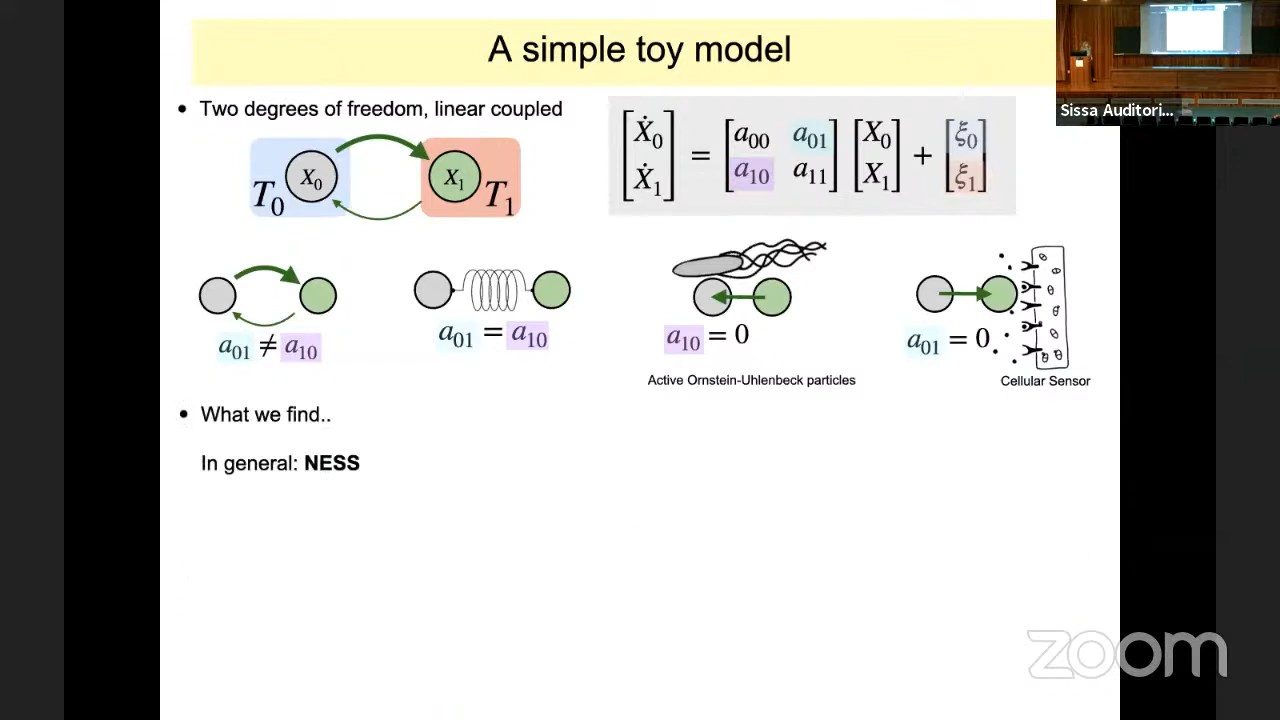 A simple toy model
Sissa Auditori...
• Two degrees of freedom, linear coupled
T₀ X₀ X₁ T₁
[Ẋ₀ Ẋ₁] = [a₀₀ a₀₁ a₁₀ a₁₁] [X₀ X₁] + [ξ₀ ξ₁]
a₀₁ ≠ a₁₀
a₀₁ = a₁₀
a₁₀ = 0
a₀₁ = 0
Active Ornstein-Uhlenbeck particles
Cellular Sensor
• What we find..
In general: NESS
zoom